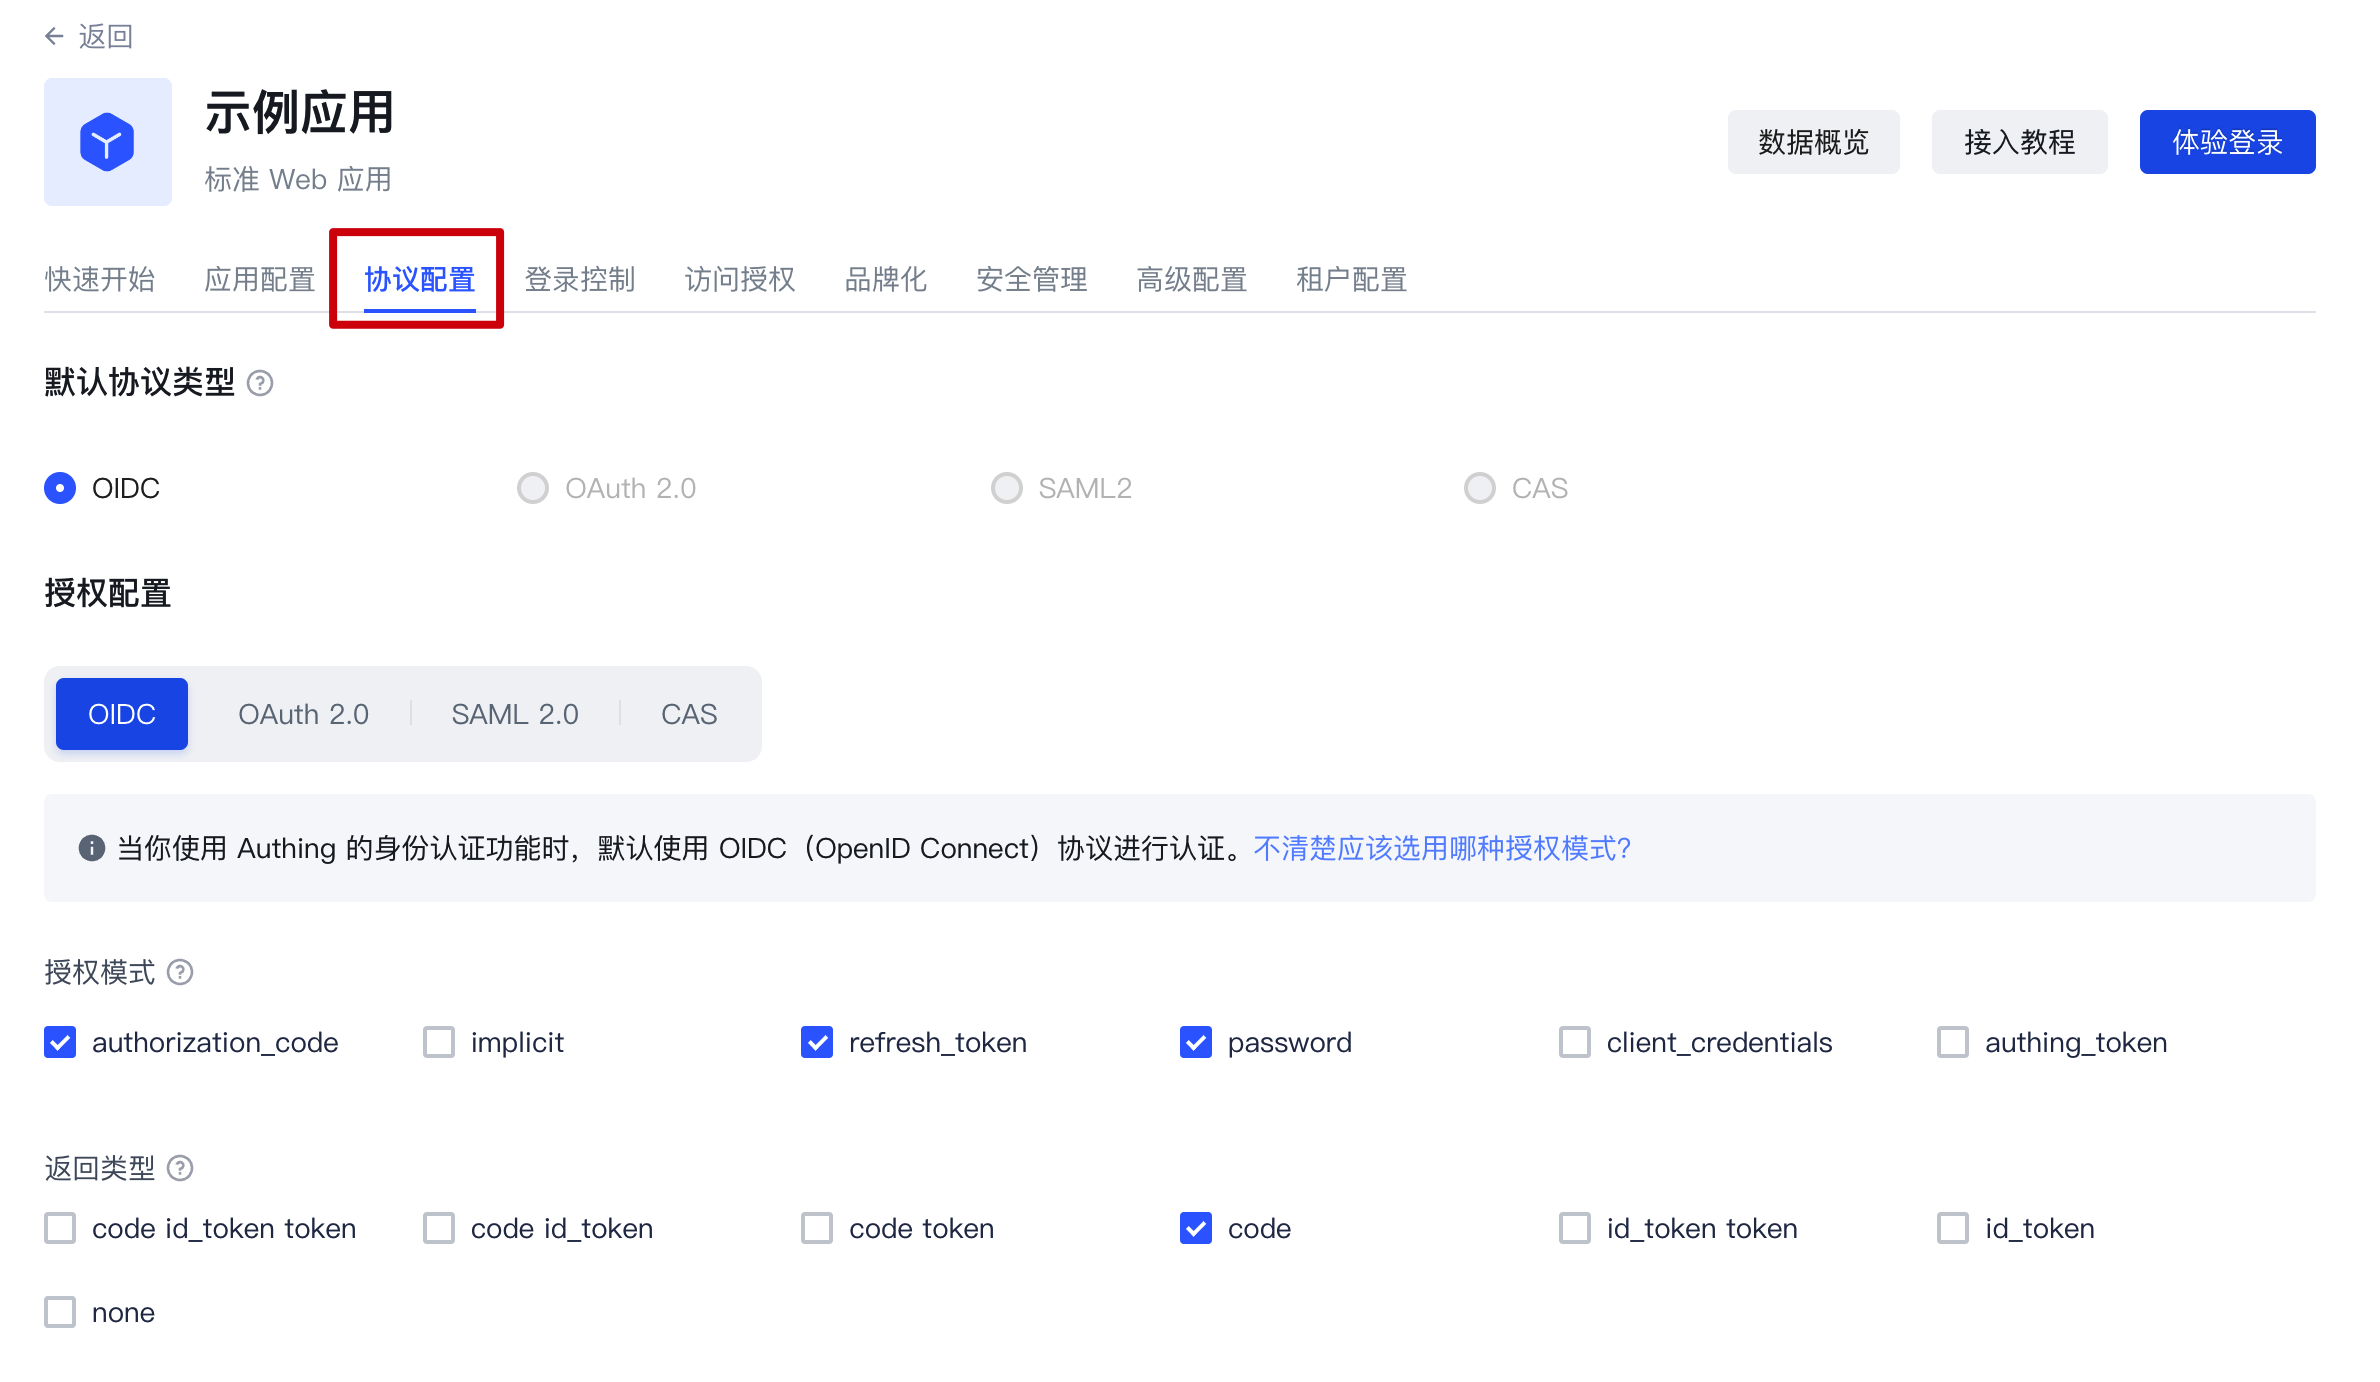 返回
示例应用
标准 Web 应用
数据概览 接入教程 体验登录
快速开始 应用配置 协议配置 登录控制 访问授权 品牌化 安全管理 高级配置 租户配置
默认协议类型
OIDC OAuth 2.0 SAML2 CAS
授权配置
OIDC OAuth 2.0 SAML 2.0 CAS
当你使用 Authing 的身份认证功能时，默认使用 OIDC（OpenID Connect）协议进行认证。不清楚应该选用哪种授权模式？
授权模式
authorization_code implicit refresh_token password client_credentials authing_token
返回类型
code id_token token code id_token code token code id_token token id_token
none